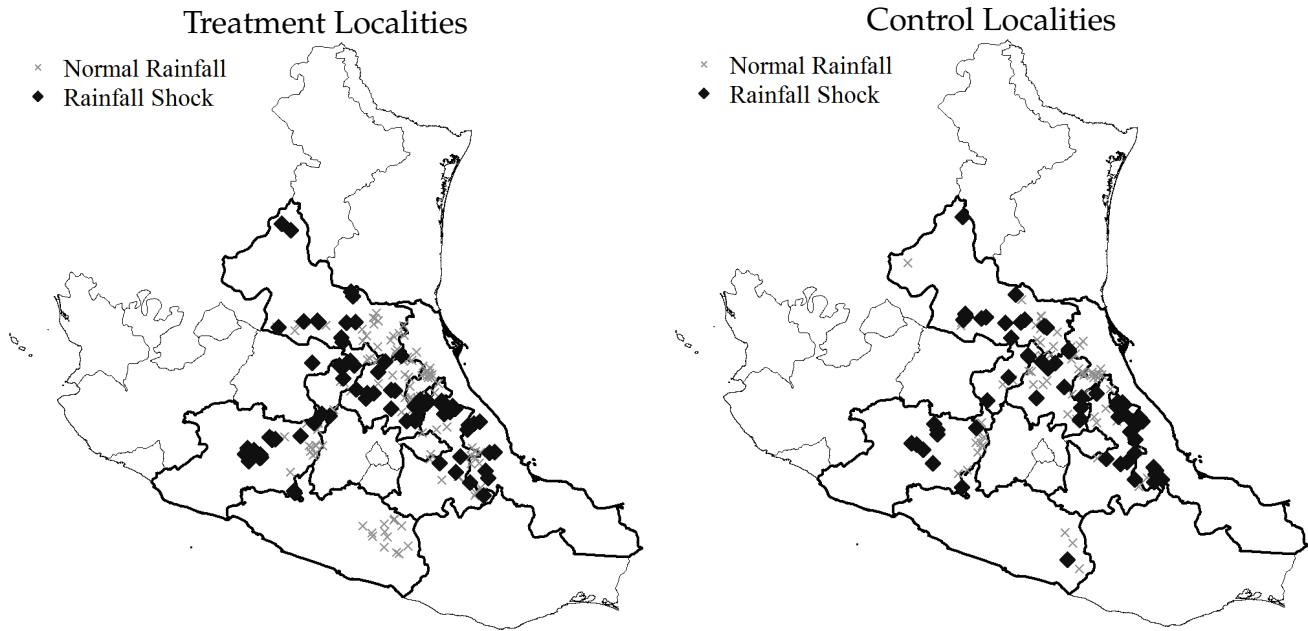 Treatment Localities
Normal Rainfall
Rainfall Shock
Control Localities
Normal Rainfall
Rainfall Shock